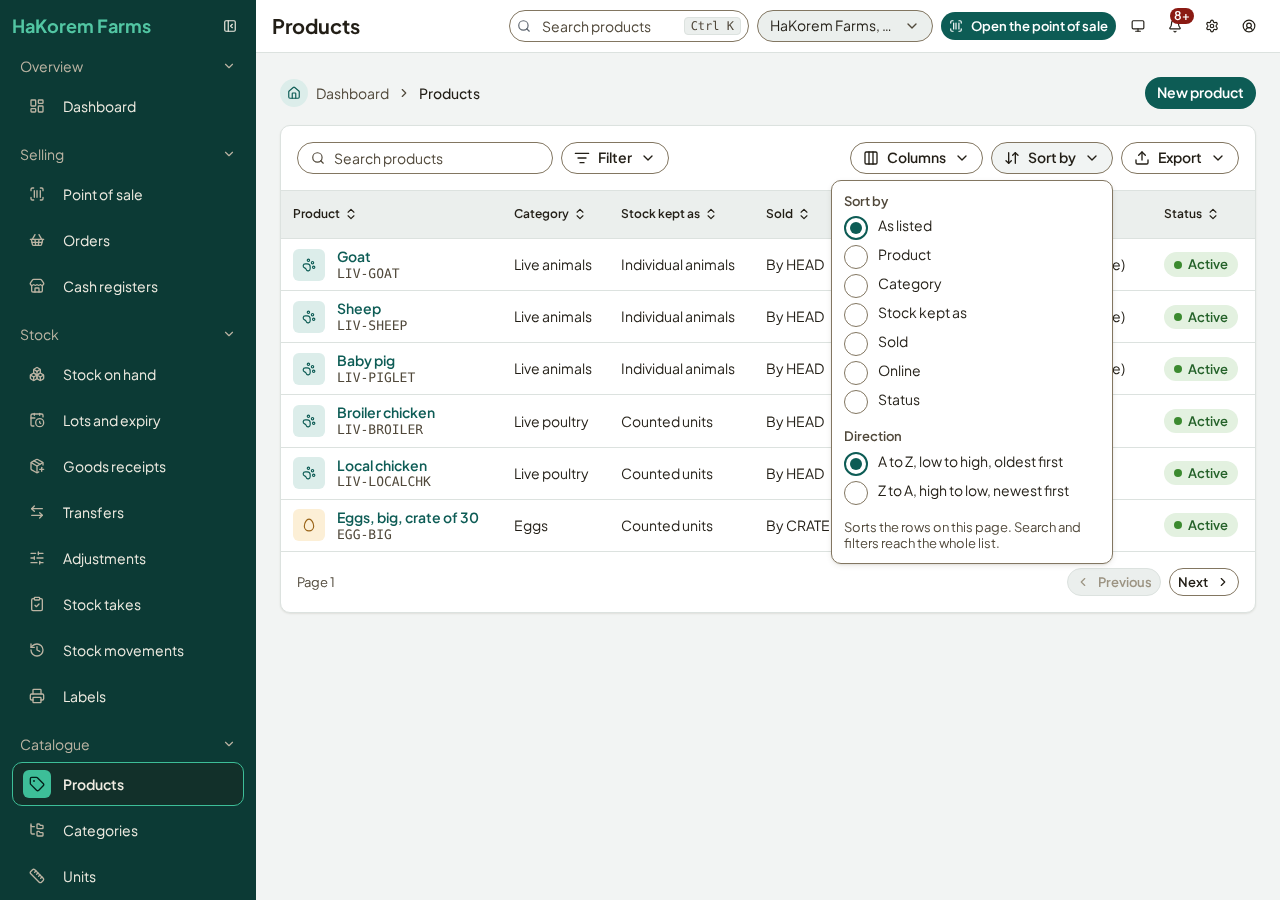 HaKorem Farms
Products
Search products
Ctrl K
HaKorem Farms, ...
Open the point of sale
8+
Overview
Dashboard
Selling
Point of sale
Orders
Cash registers
Stock
Stock on hand
Lots and expiry
Goods receipts
Transfers
Adjustments
Stock takes
Stock movements
Labels
Catalogue
Products
Categories
Units
Dashboard
Products
New product
Search products
Filter
Columns
Sort by
Export
Product
Category
Stock kept as
Sold
Status
Goat
LIV-GOAT
Live animals
Individual animals
By HEAD
e)
Active
Sheep
LIV-SHEEP
Live animals
Individual animals
By HEAD
e)
Active
Baby pig
LIV-PIGLET
Live animals
Individual animals
By HEAD
e)
Active
Broiler chicken
LIV-BROILER
Live poultry
Counted units
By HEAD
Active
Local chicken
LIV-LOCALCHK
Live poultry
Counted units
By HEAD
Active
Eggs, big, crate of 30
EGG-BIG
Eggs
Counted units
By CRATE
Active
Sort by
As listed
Product
Category
Stock kept as
Sold
Online
Status
Direction
A to Z, low to high, oldest first
Z to A, high to low, newest first
Sorts the rows on this page. Search and
filters reach the whole list.
Page 1
Previous
Next